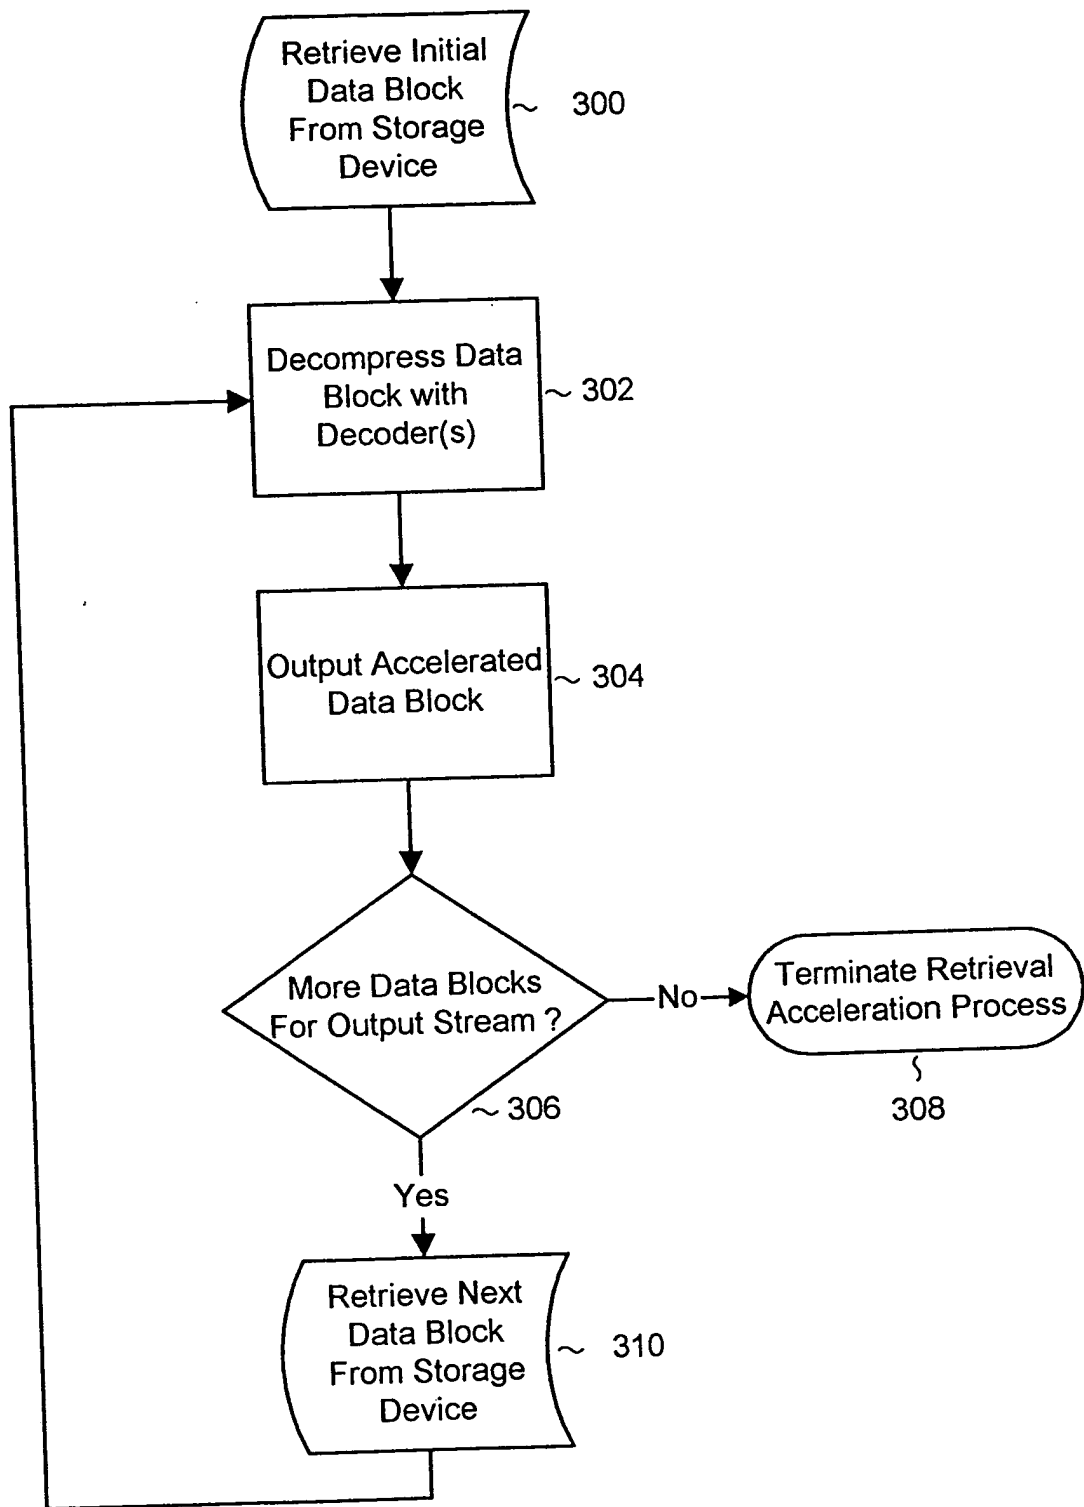 Retrieve Initial
Data Block
From Storage
Device
~ 300
Decompress Data
Block with
Decoder(s)
~ 302
Output Accelerated
Data Block
~ 304
More Data Blocks
For Output Stream ?
~ 306
No
Terminate Retrieval
Acceleration Process
~
308
Yes
Retrieve Next
Data Block
From Storage
Device
~ 310